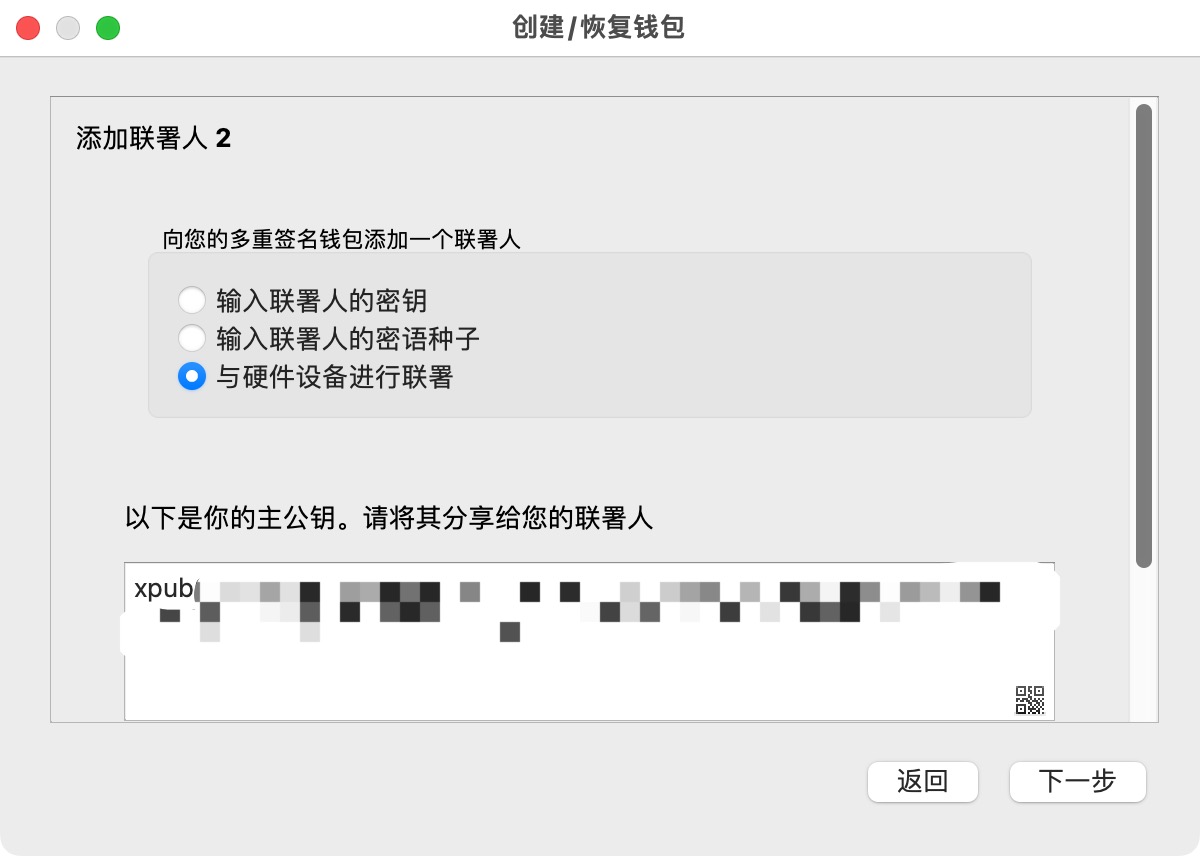 创建/恢复钱包
添加联署人 2
向您的多重签名钱包添加一个联署人
输入联署人的密钥
输入联署人的密语种子
与硬件设备进行联署
以下是你的主公钥。请将其分享给您的联署人
xpub
返回
下一步